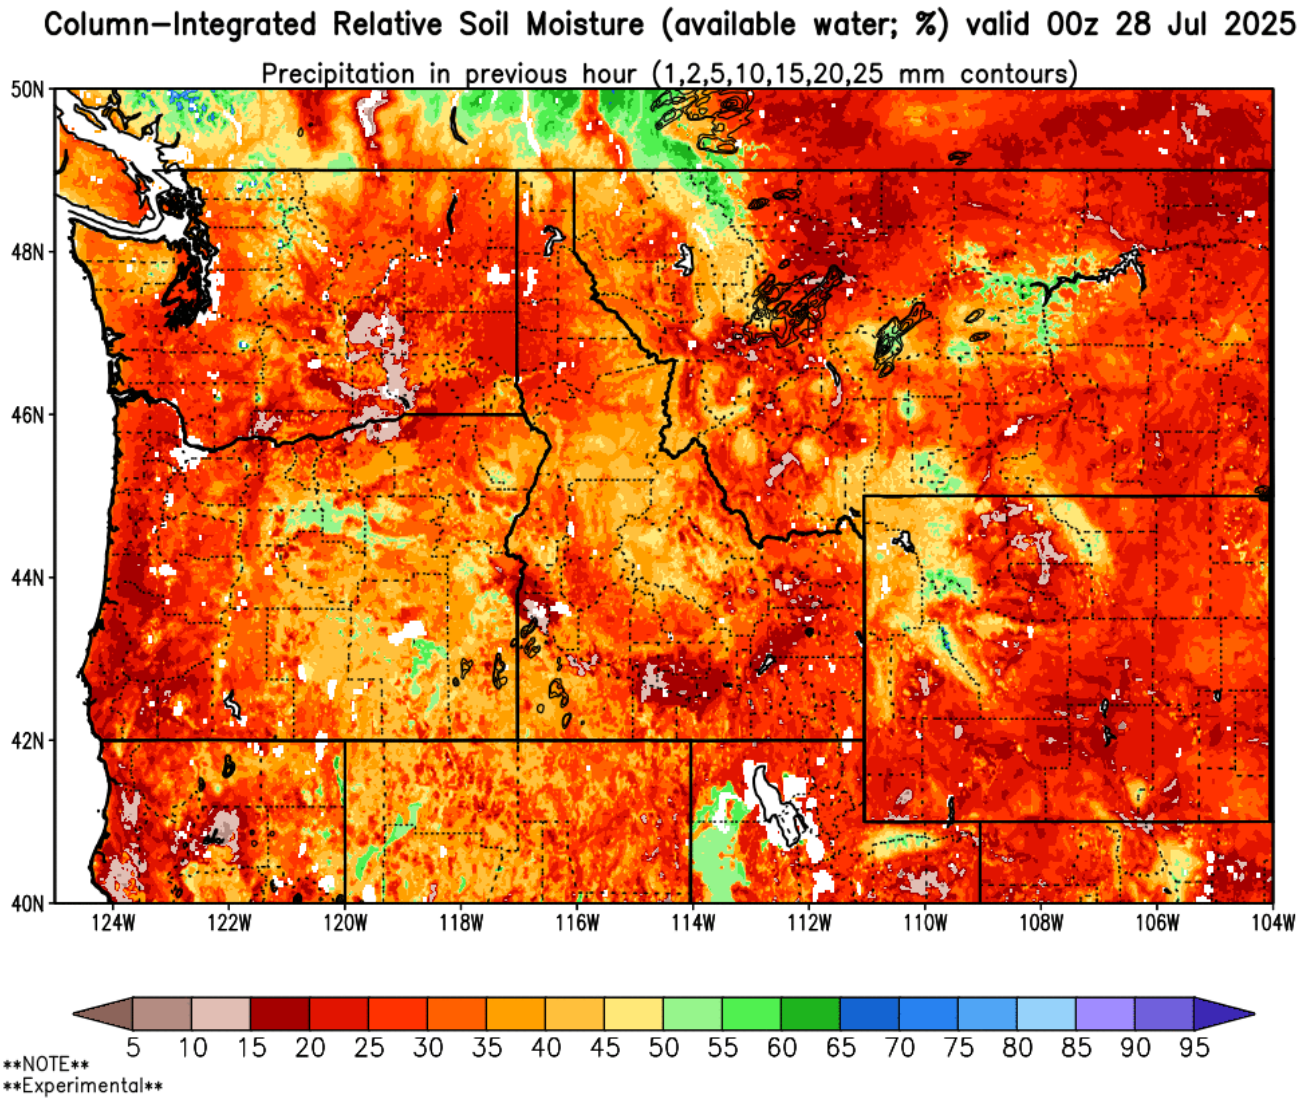 Column-Integrated Relative Soil Moisture (available water; %) valid 00z 28 Jul 2025
Precipitation in previous hour (1,2,5,10,15,20,25 mm contours)
50N
48N
46N
44N
42N
40N
124W 122W 120W 118W 116W 114W 112W 110W 108W 106W 104W
5 10 15 20 25 30 35 40 45 50 55 60 65 70 75 80 85 90 95
**NOTE**
**Experimental**